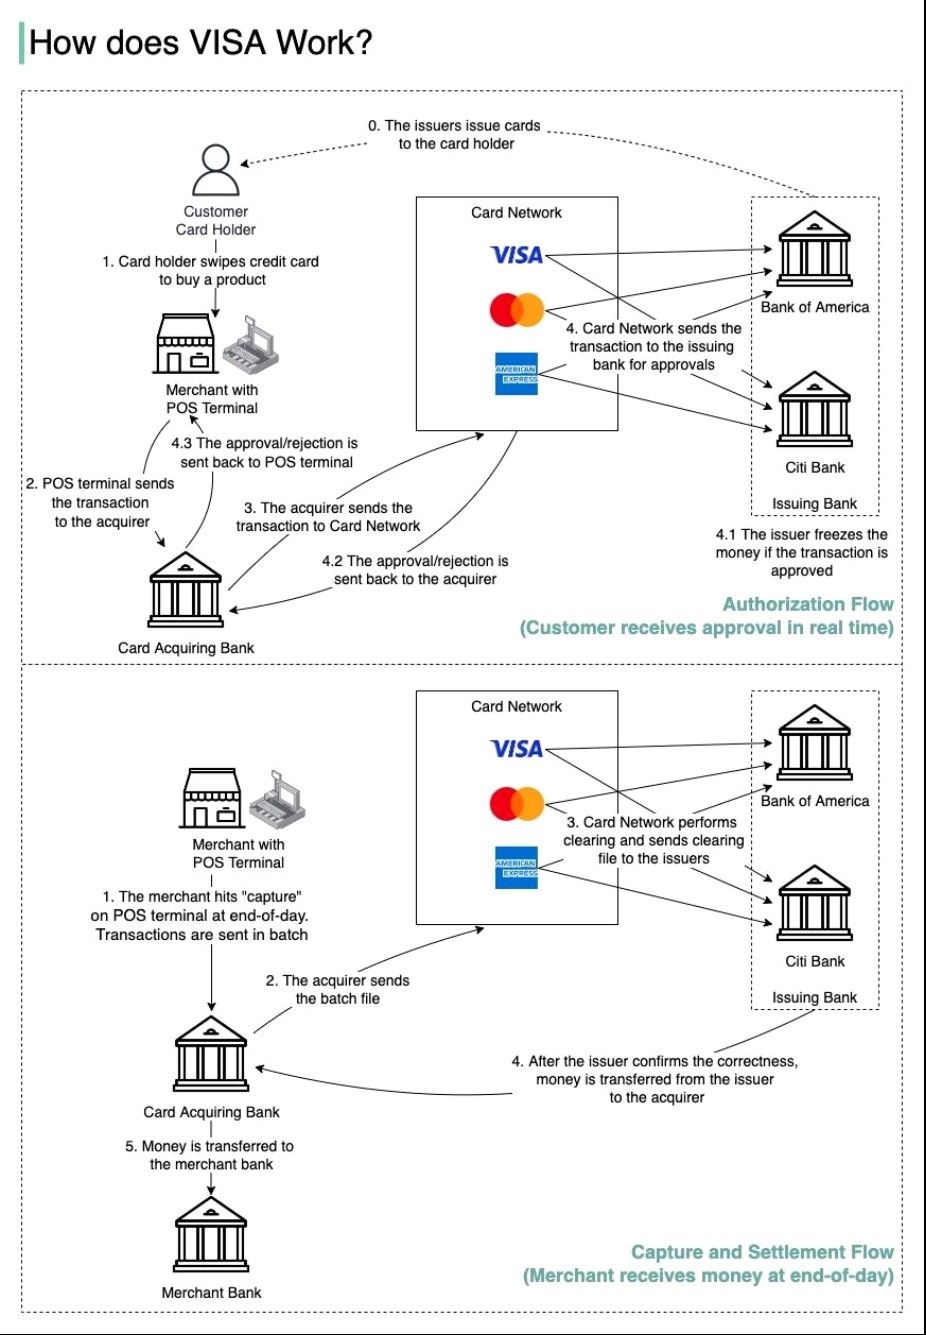 How does VISA Work?
0. The issuers issue cards
to the card holder
Customer
Card Holder
1. Card holder swipes credit card
to buy a product
Merchant with
POS Terminal
Card Network
VISA
AMERICAN
EXPRESS
4. Card Network sends the
transaction to the issuing
bank for approvals
Bank of America
Citi Bank
Issuing Bank
4.1 The issuer freezes the
money if the transaction is
approved
4.3 The approval/rejection is
sent back to POS terminal
2. POS terminal sends
the transaction
to the acquirer
3. The acquirer sends the
transaction to Card Network
4.2 The approval/rejection is
sent back to the acquirer
Card Acquiring Bank
Authorization Flow
(Customer receives approval in real time)
Card Network
VISA
AMERICAN
EXPRESS
3. Card Network performs
clearing and sends clearing
file to the issuers
Bank of America
Citi Bank
Issuing Bank
Merchant with
POS Terminal
1. The merchant hits "capture"
on POS terminal at end-of-day.
Transactions are sent in batch
2. The acquirer sends
the batch file
4. After the issuer confirms the correctness,
money is transferred from the issuer
to the acquirer
Card Acquiring Bank
5. Money is transferred to
the merchant bank
Merchant Bank
Capture and Settlement Flow
(Merchant receives money at end-of-day)